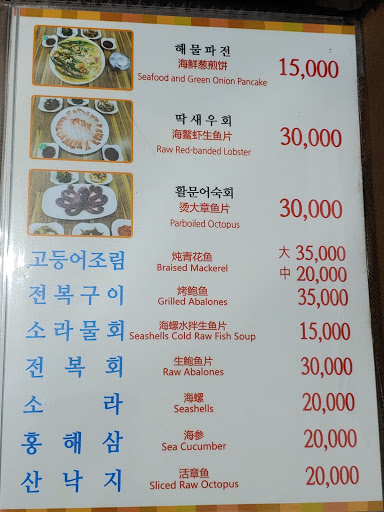 해물파전
海鲜葱煎饼
Seafood and Green Onion Pancake
15,000
딱새우회
海鳌虾生鱼片
Raw Red-banded Lobster
30,000
활문어숙회
烫大章鱼片
Parboiled Octopus
30,000
고등어조림
炖青花鱼
Braised Mackerel
大 35,000
中 20,000
전복구이
烤鲍鱼
Grilled Abalones
35,000
소라물회
海螺水拌生鱼片
Seashells Cold Raw Fish Soup
15,000
전복회
生鲍鱼片
Raw Abalones
30,000
소라
海螺
Seashells
20,000
홍해삼
海参
Sea Cucumber
20,000
산낙지
活章鱼
Sliced Raw Octopus
20,000